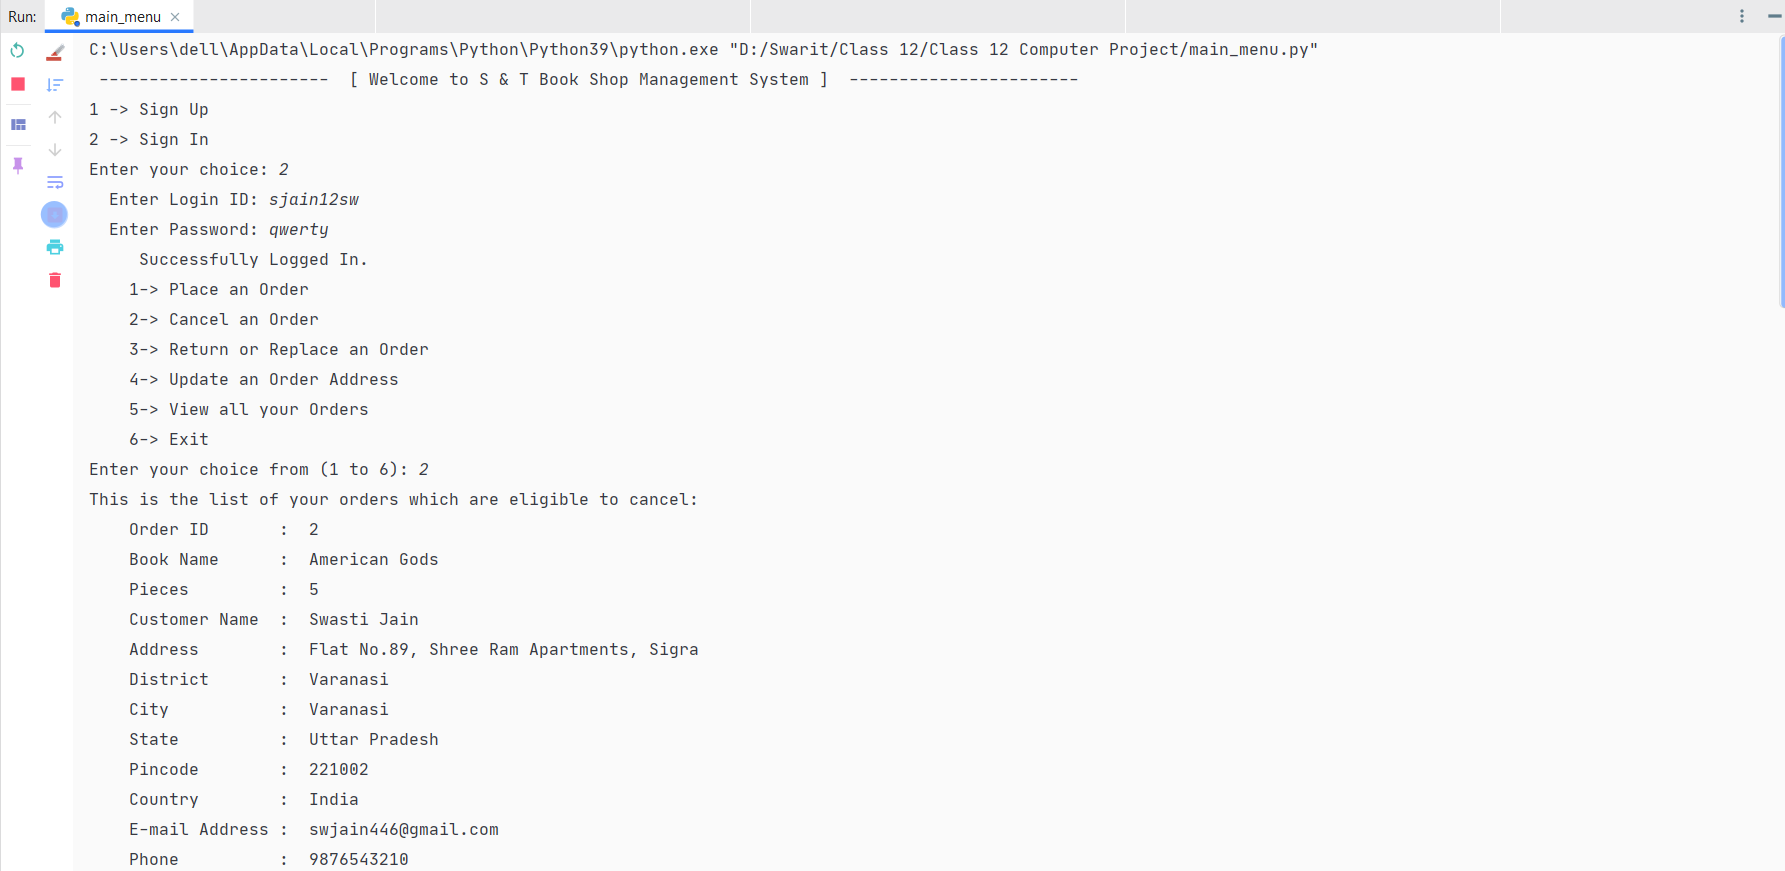 Run: main_menu ×
C:\Users\dell\AppData\Local\Programs\Python\Python39\python.exe "D:/Swarit/Class 12/Class 12 Computer Project/main_menu.py"
----------------------- [ Welcome to S & T Book Shop Management System ] -----------------------
1 -> Sign Up
2 -> Sign In
Enter your choice: 2
Enter Login ID: sjain12sw
Enter Password: qwerty
Successfully Logged In.
1-> Place an Order
2-> Cancel an Order
3-> Return or Replace an Order
4-> Update an Order Address
5-> View all your Orders
6-> Exit
Enter your choice from (1 to 6): 2
This is the list of your orders which are eligible to cancel:
Order ID : 2
Book Name : American Gods
Pieces : 5
Customer Name : Swasti Jain
Address : Flat No.89, Shree Ram Apartments, Sigra
District : Varanasi
City : Varanasi
State : Uttar Pradesh
Pincode : 221002
Country : India
E-mail Address : swjain446@gmail.com
Phone : 9876543210